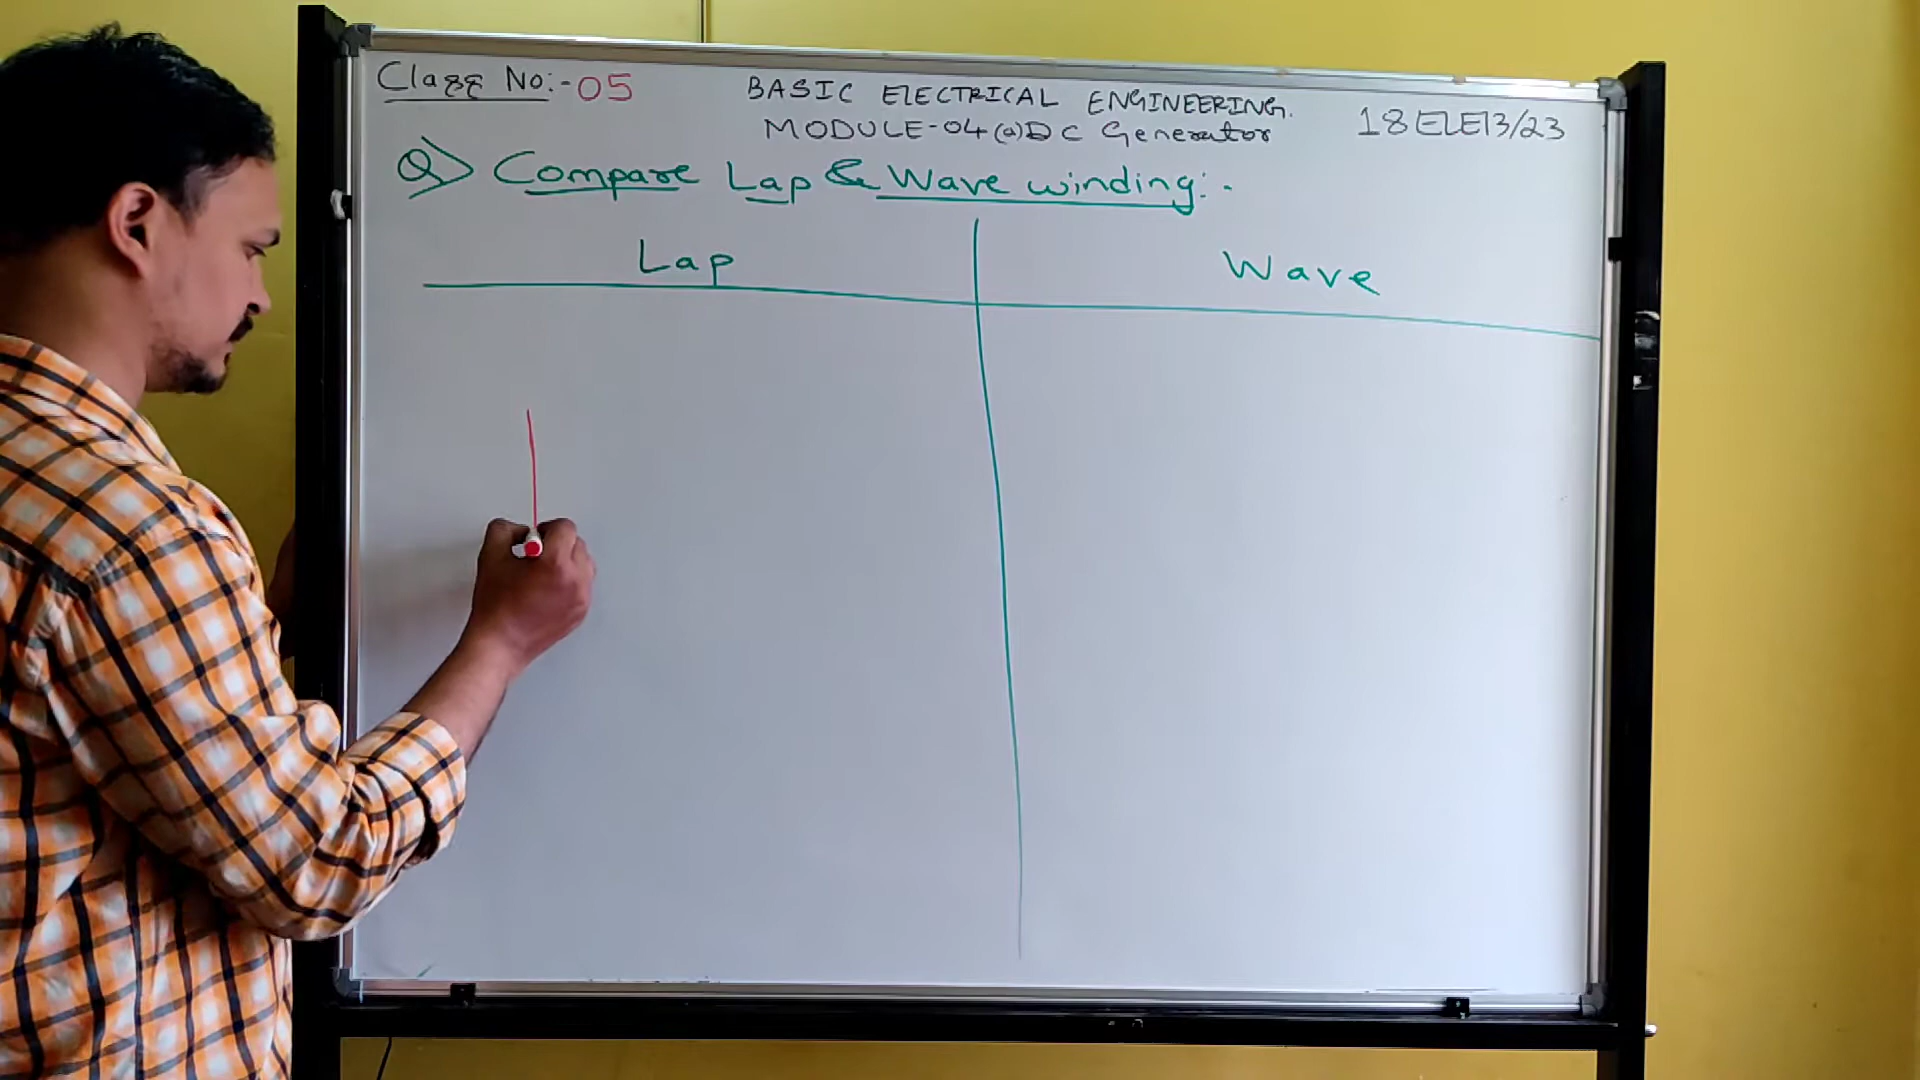 Class No:- 05
BASIC ELECTRICAL ENGINEERING.
MODULE-04 (a) DC Generator
18ELE13/23
Q> Compare Lap & Wave winding:-
Lap
Wave